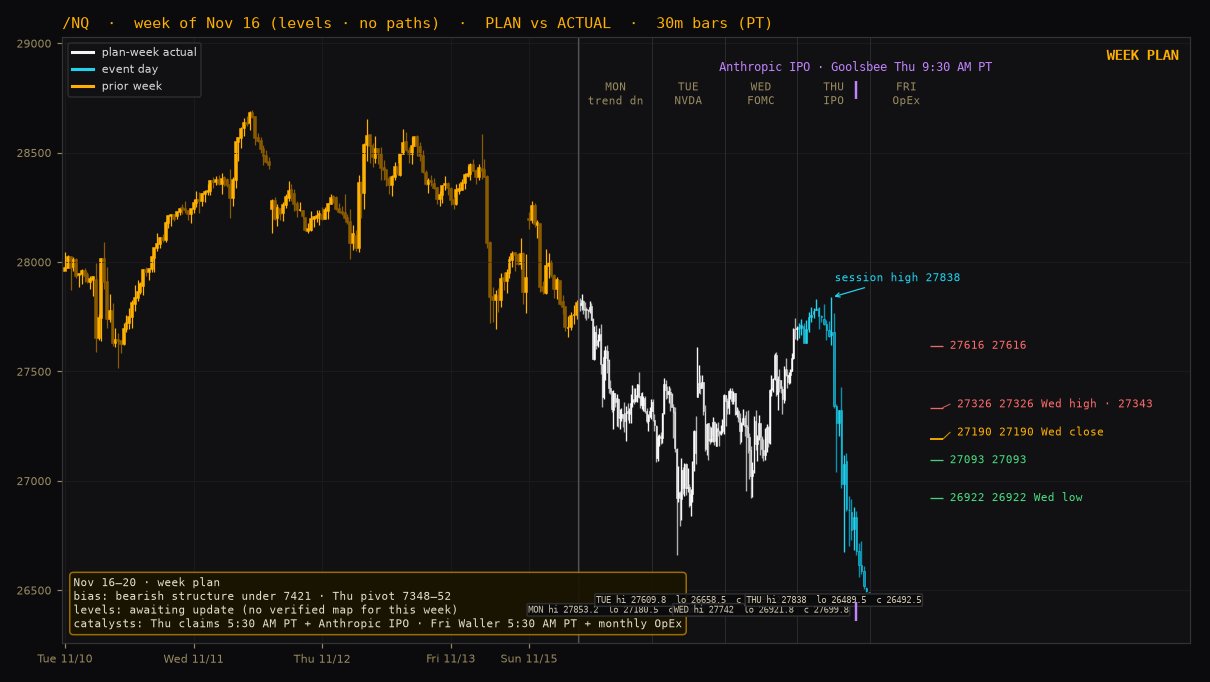 /NQ · week of Nov 16 (levels · no paths) · PLAN vs ACTUAL · 30m bars (PT)
WEEK PLAN
plan-week actual
event day
prior week
Anthropic IPO · Goolsbee Thu 9:30 AM PT
MON
trend dn
TUE
NVDA
WED
FOMC
THU
IPO
FRI
OpEx
29000
28500
28000
27500
27000
26500
session high 27838
27616 27616
27326 27326 Wed high · 27343
27190 27190 Wed close
27093 27093
26922 26922 Wed low
Nov 16–20 · week plan
bias: bearish structure under 7421 · Thu pivot 7348–52
levels: awaiting update (no verified map for this week)
catalysts: Thu claims 5:30 AM PT + Anthropic IPO · Fri Waller 5:30 AM PT + monthly OpEx
TUE hi 27609.8 lo 26658.5 c
THU hi 27838 lo 26489.5 c 26492.5
MON hi 27853.2 lo 27180.5 c
WED hi 27742 lo 26921.8 c 27699.8
Tue 11/10
Wed 11/11
Thu 11/12
Fri 11/13
Sun 11/15